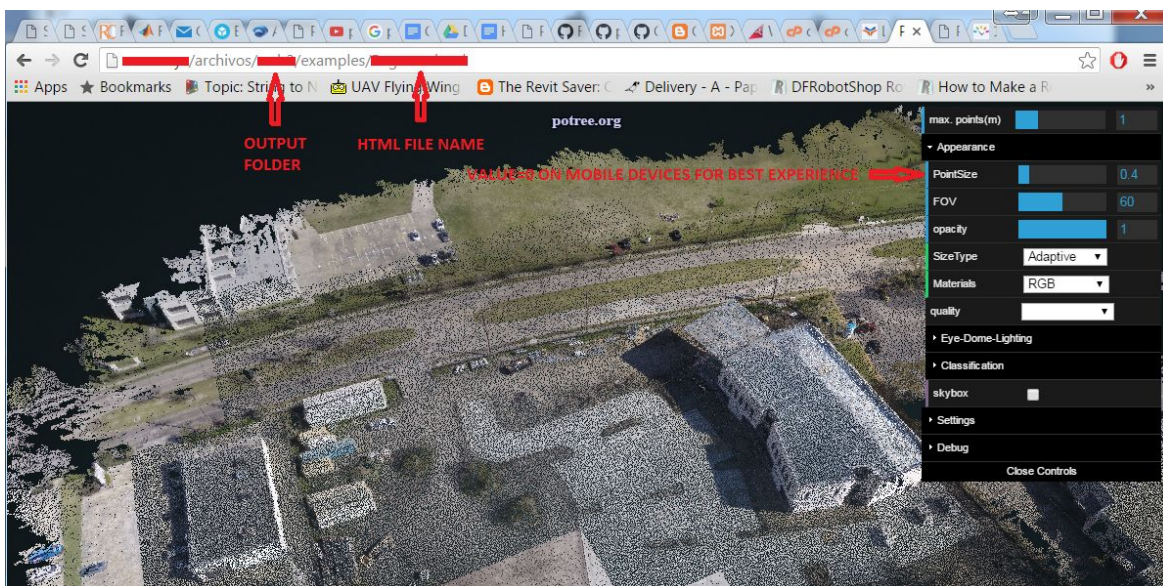 /archivos/ /examples/
Apps Bookmarks Topic: String to N UAV Flying Wing The Revit Saver: C Delivery - A - Pap DFRobotShop Ro How to Make a R »
potree.org
OUTPUT
FOLDER
HTML FILE NAME
VALUE=0 ON MOBILE DEVICES FOR BEST EXPERIENCE
max. points(m) 1
Appearance
PointSize 0.4
FOV 60
opacity 1
SizeType Adaptive
Materials RGB
quality
Eye-Dome-Lighting
Classification
skybox
Settings
Debug
Close Controls